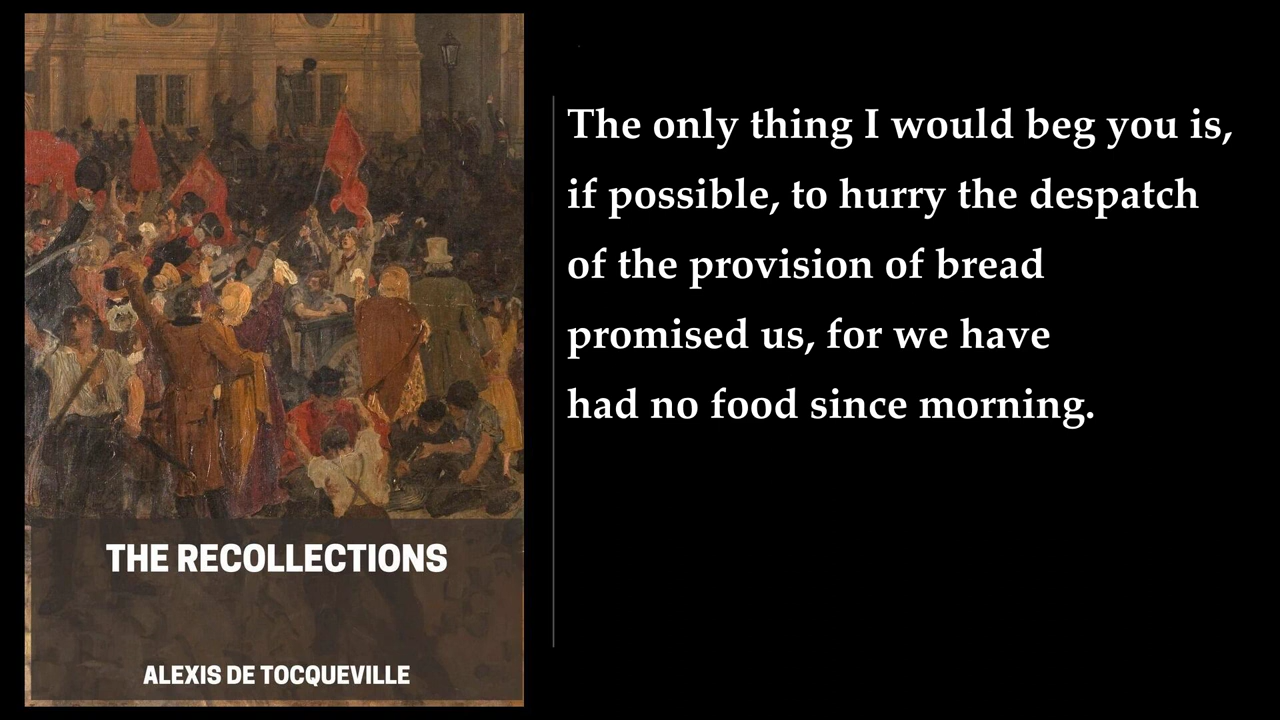 THE RECOLLECTIONS
ALEXIS DE TOCQUEVILLE
The only thing I would beg you is,
if possible, to hurry the despatch
of the provision of bread
promised us, for we have
had no food since morning.